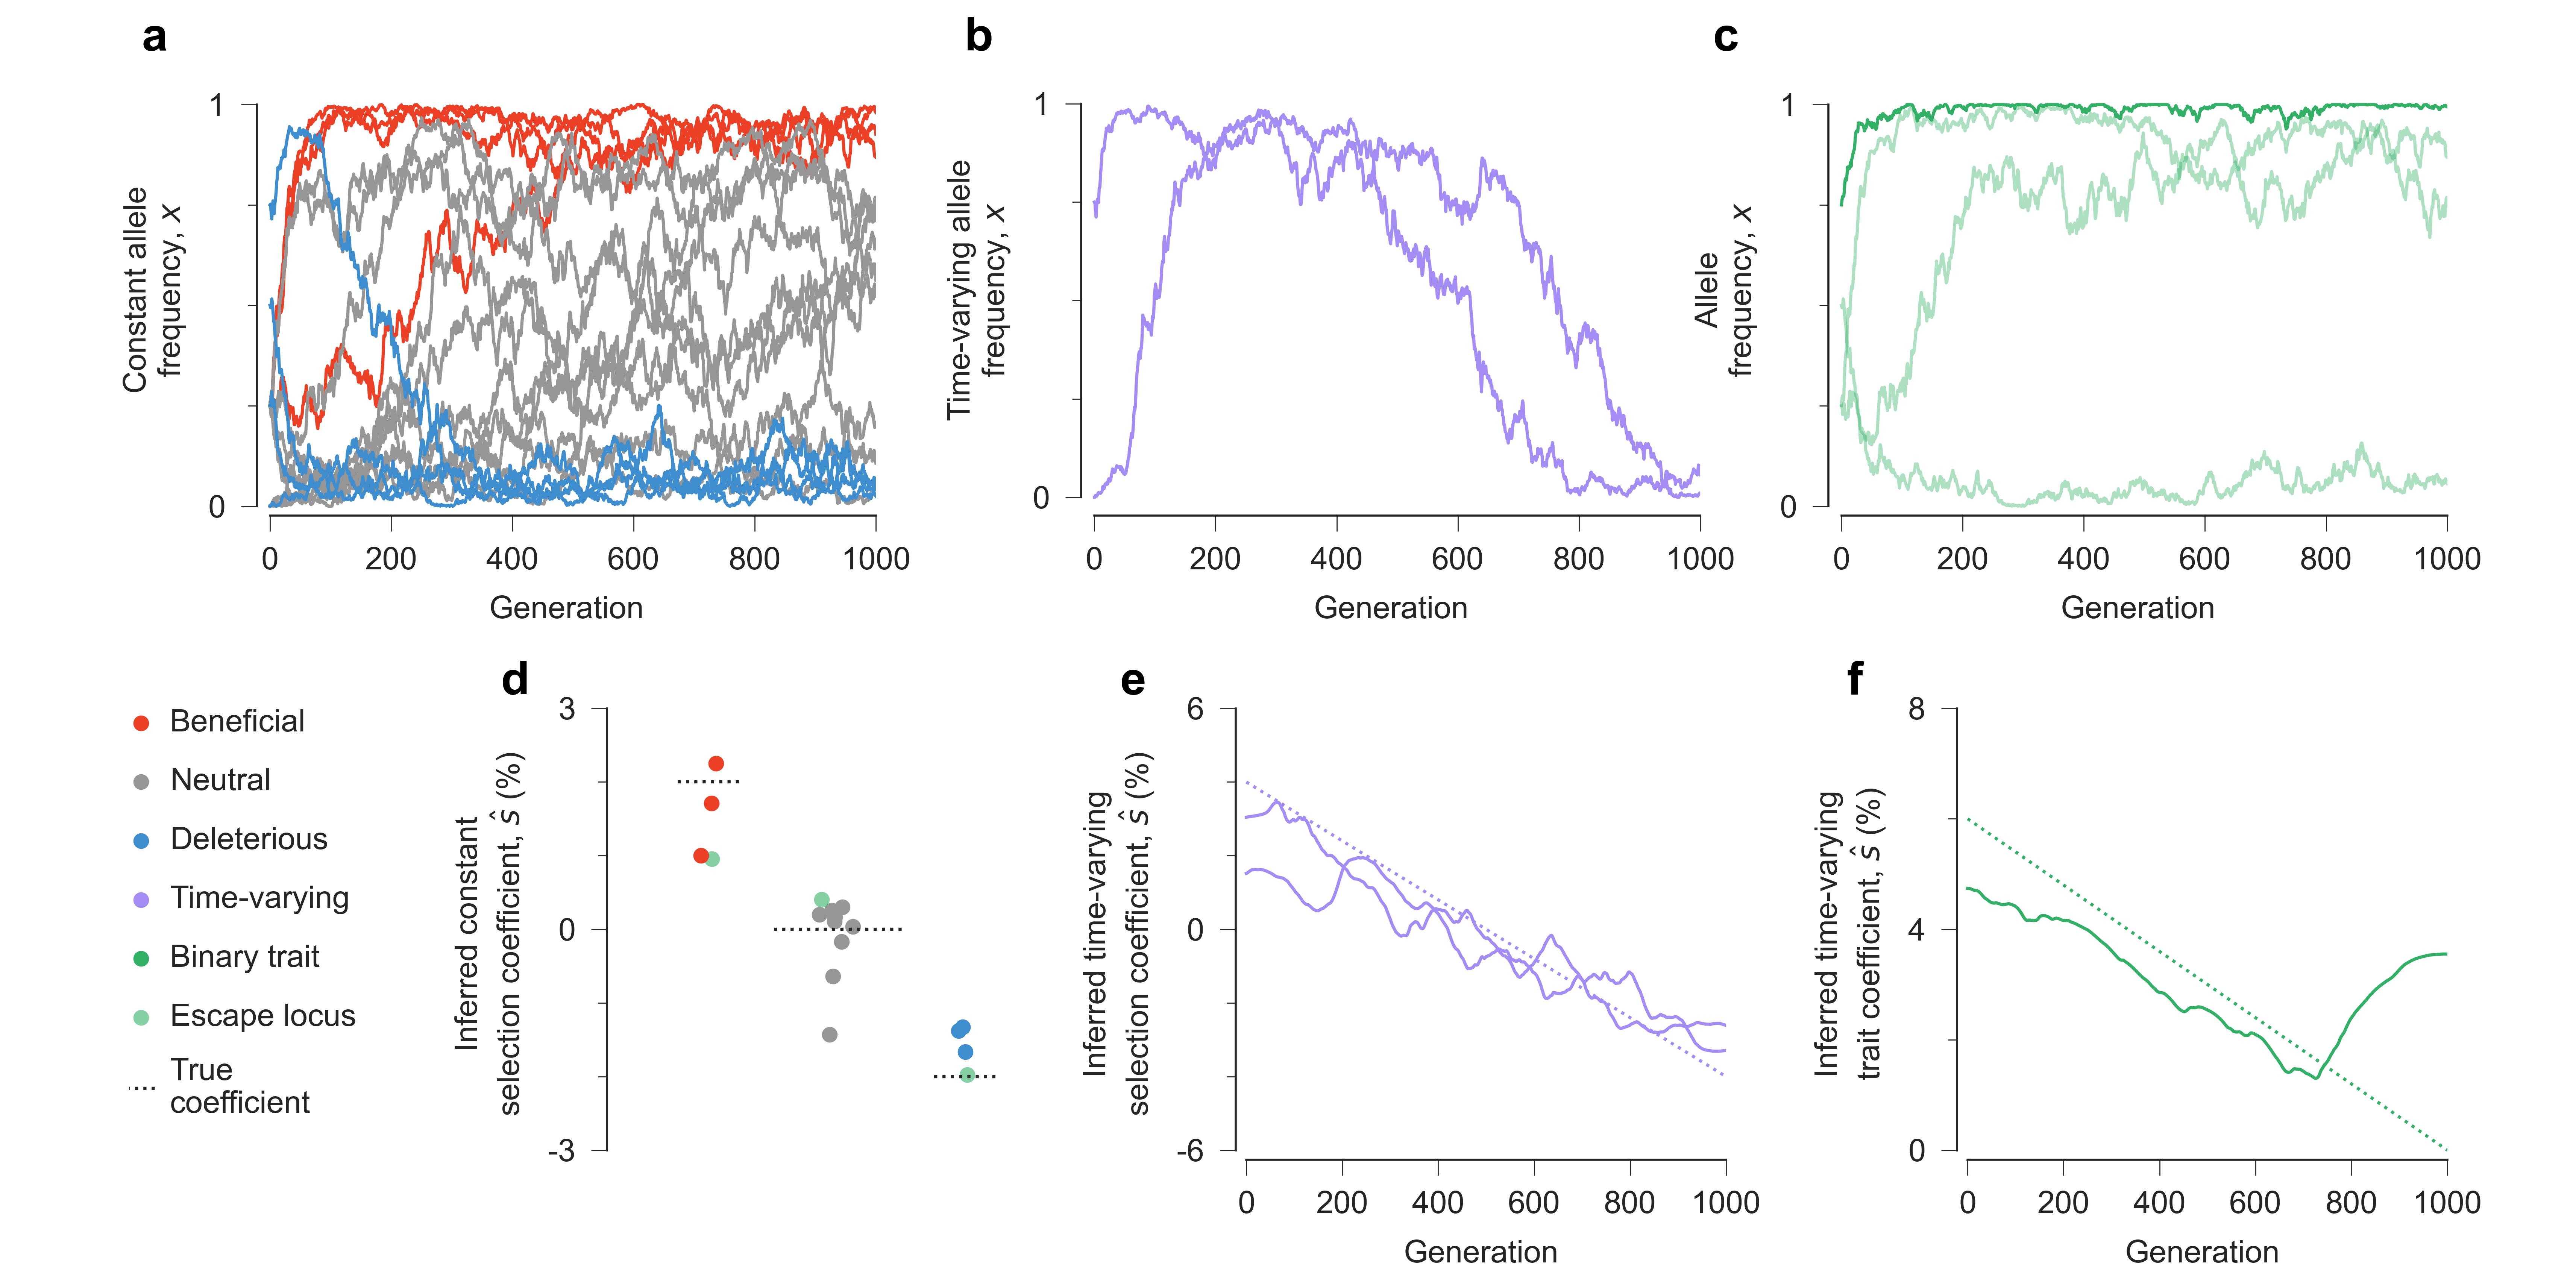 a
b
c
Constant allele
frequency, x
1
0
0 200 400 600 800 1000
Generation
Time-varying allele
frequency, x
1
0
0 200 400 600 800 1000
Generation
Allele
frequency, x
1
0
0 200 400 600 800 1000
Generation
Beneficial
Neutral
Deleterious
Time-varying
Binary trait
Escape locus
True
coefficient
d
Inferred constant
selection coefficient, ŝ (%)
3
0
-3
e
Inferred time-varying
selection coefficient, ŝ (%)
6
0
-6
0 200 400 600 800 1000
Generation
f
Inferred time-varying
trait coefficient, ŝ (%)
8
4
0
0 200 400 600 800 1000
Generation